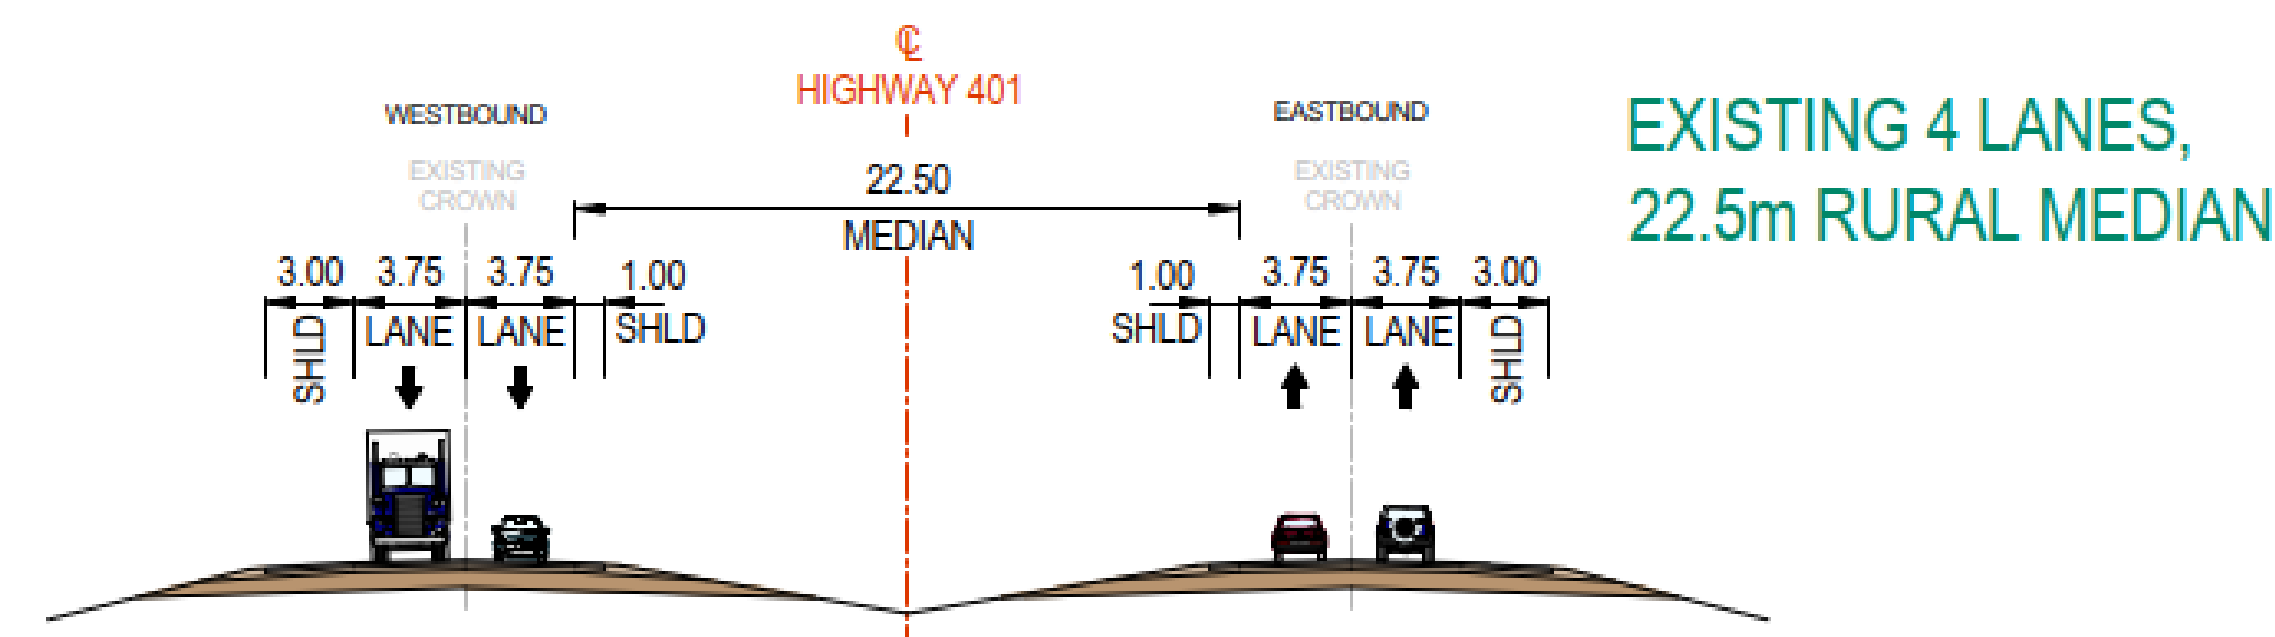 ℄
HIGHWAY 401
WESTBOUND
EASTBOUND
EXISTING 4 LANES,
22.5m RURAL MEDIAN
EXISTING
CROWN
22.50
MEDIAN
EXISTING
CROWN
3.00 3.75 3.75 1.00
SHLD LANE LANE SHLD
1.00 3.75 3.75 3.00
SHLD LANE LANE SHLD